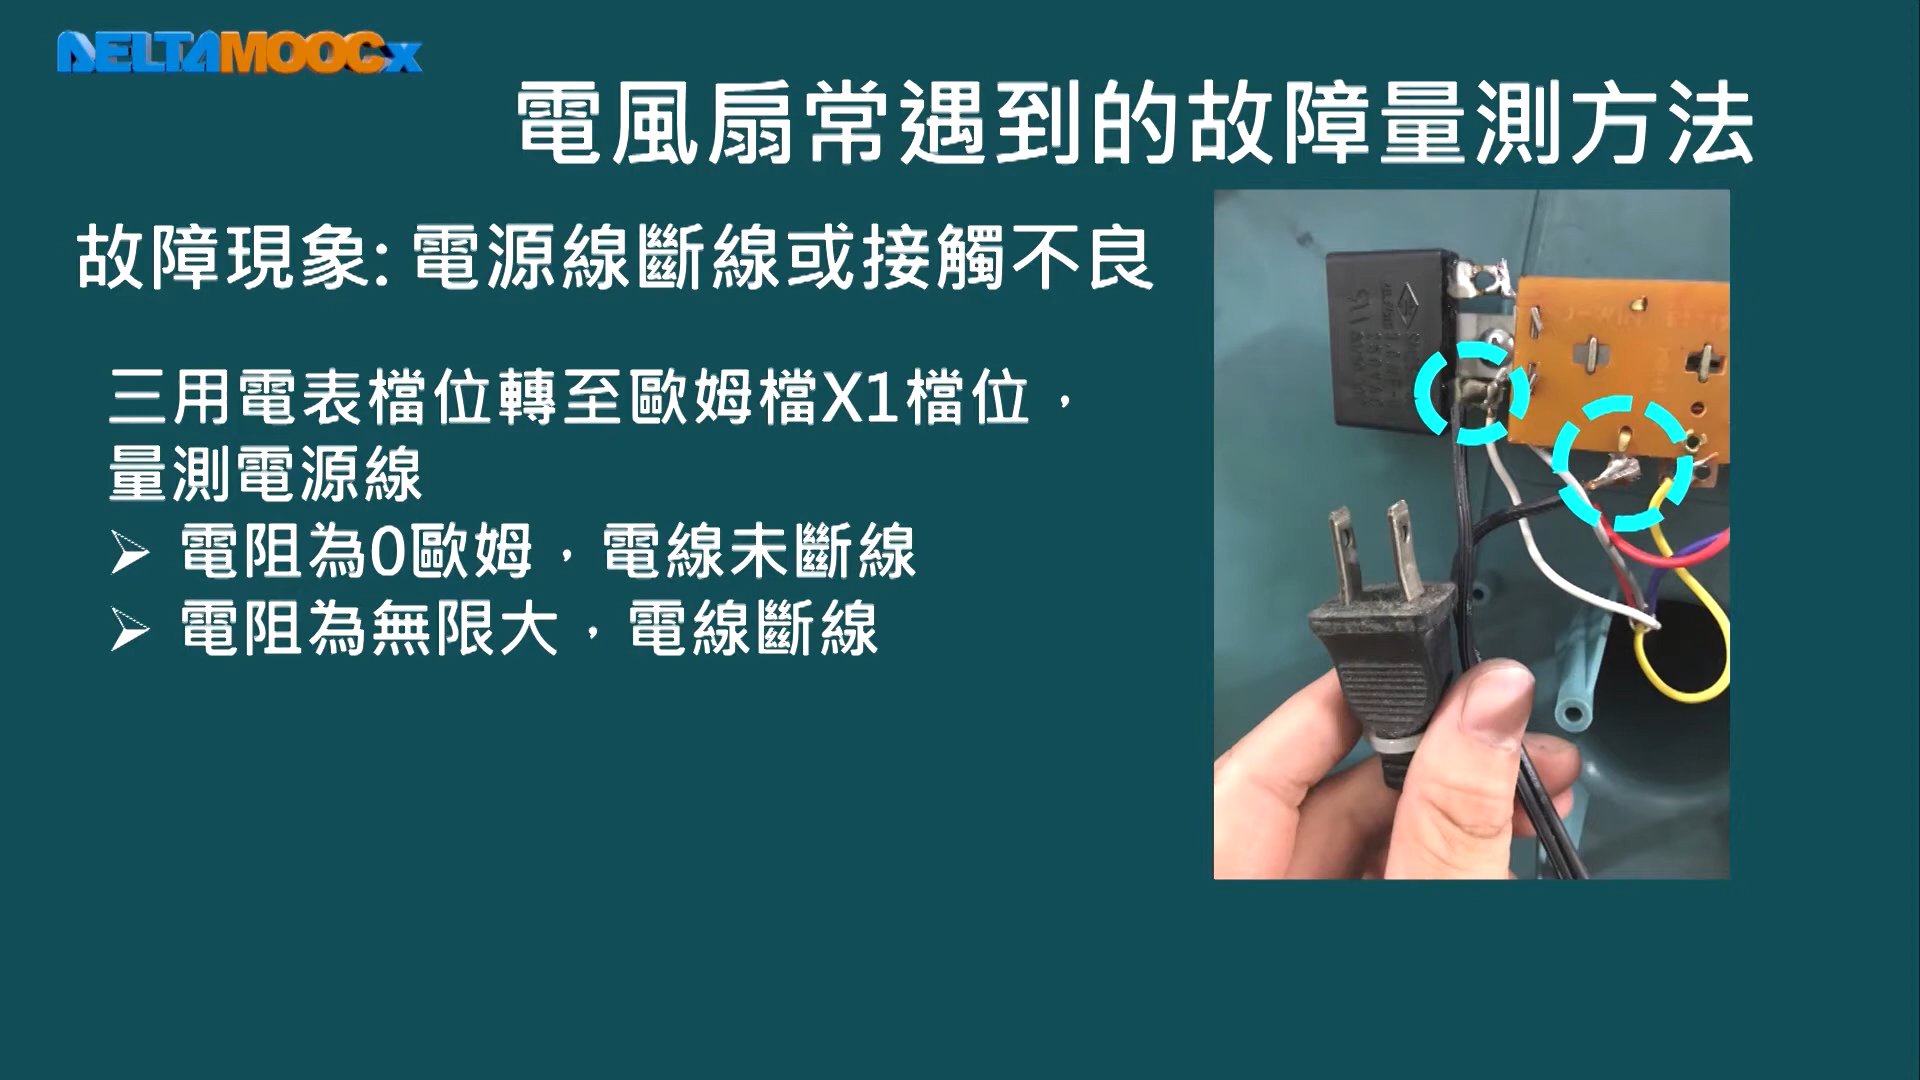 DELTAMOOCx
電風扇常遇到的故障量測方法
故障現象: 電源線斷線或接觸不良
三用電表檔位轉至歐姆檔X1檔位，
量測電源線
➢ 電阻為0歐姆，電線未斷線
➢ 電阻為無限大，電線斷線